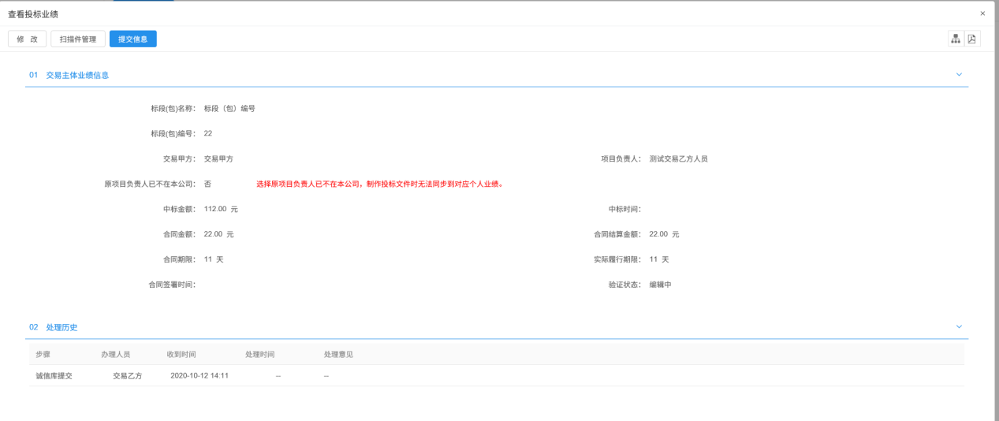 查看投标业绩 ×
修 改 扫描件管理 提交信息
01 交易主体业绩信息
标段(包)名称： 标段（包）编号
标段(包)编号： 22
交易甲方： 交易甲方 项目负责人： 测试交易乙方人员
原项目负责人已不在本公司： 否 选择原项目负责人已不在本公司，制作投标文件时无法同步到对应个人业绩。
中标金额： 112.00 元 中标时间：
合同金额： 22.00 元 合同结算金额： 22.00 元
合同期限： 11 天 实际履行期限： 11 天
合同签署时间： 验证状态： 编辑中
02 处理历史
步骤 办理人员 收到时间 处理时间 处理意见
诚信库提交 交易乙方 2020-10-12 14:11 -- --